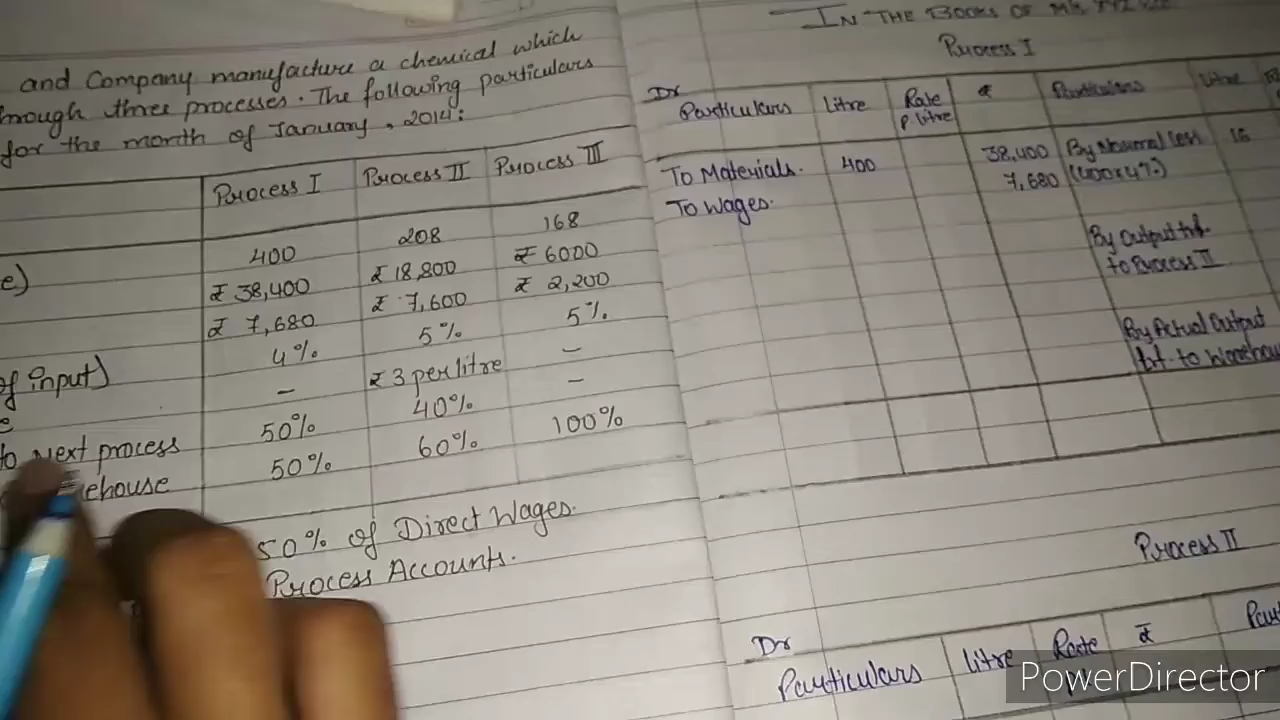 and Company manufacture a chemical which
hrough three processes. The following particulars
for the month of January, 2014:
Process I Process II Process III
400 208 168
e) ₹ 38,400 ₹ 18,800 ₹ 6000
₹ 7,680 ₹ 7,600 ₹ 2,200
of input) 4% 5% 5%
e - ₹ 3 per litre -
to next process 50% 40% -
ehouse 50% 60% 100%
50% of Direct Wages.
Process Accounts.
IN THE BOOKS OF
Process I
Dr
Particulars Litre Rate p.litre ₹ Particulars Litre
To Materials. 400 38,400 By Normal Loss 16
To Wages. 7,680 (400x4%)
By Output trf.
to Process II
By Actual Output
trf. to Wareh
Process II
Dr
Particulars litre Rate ₹
PowerDirector